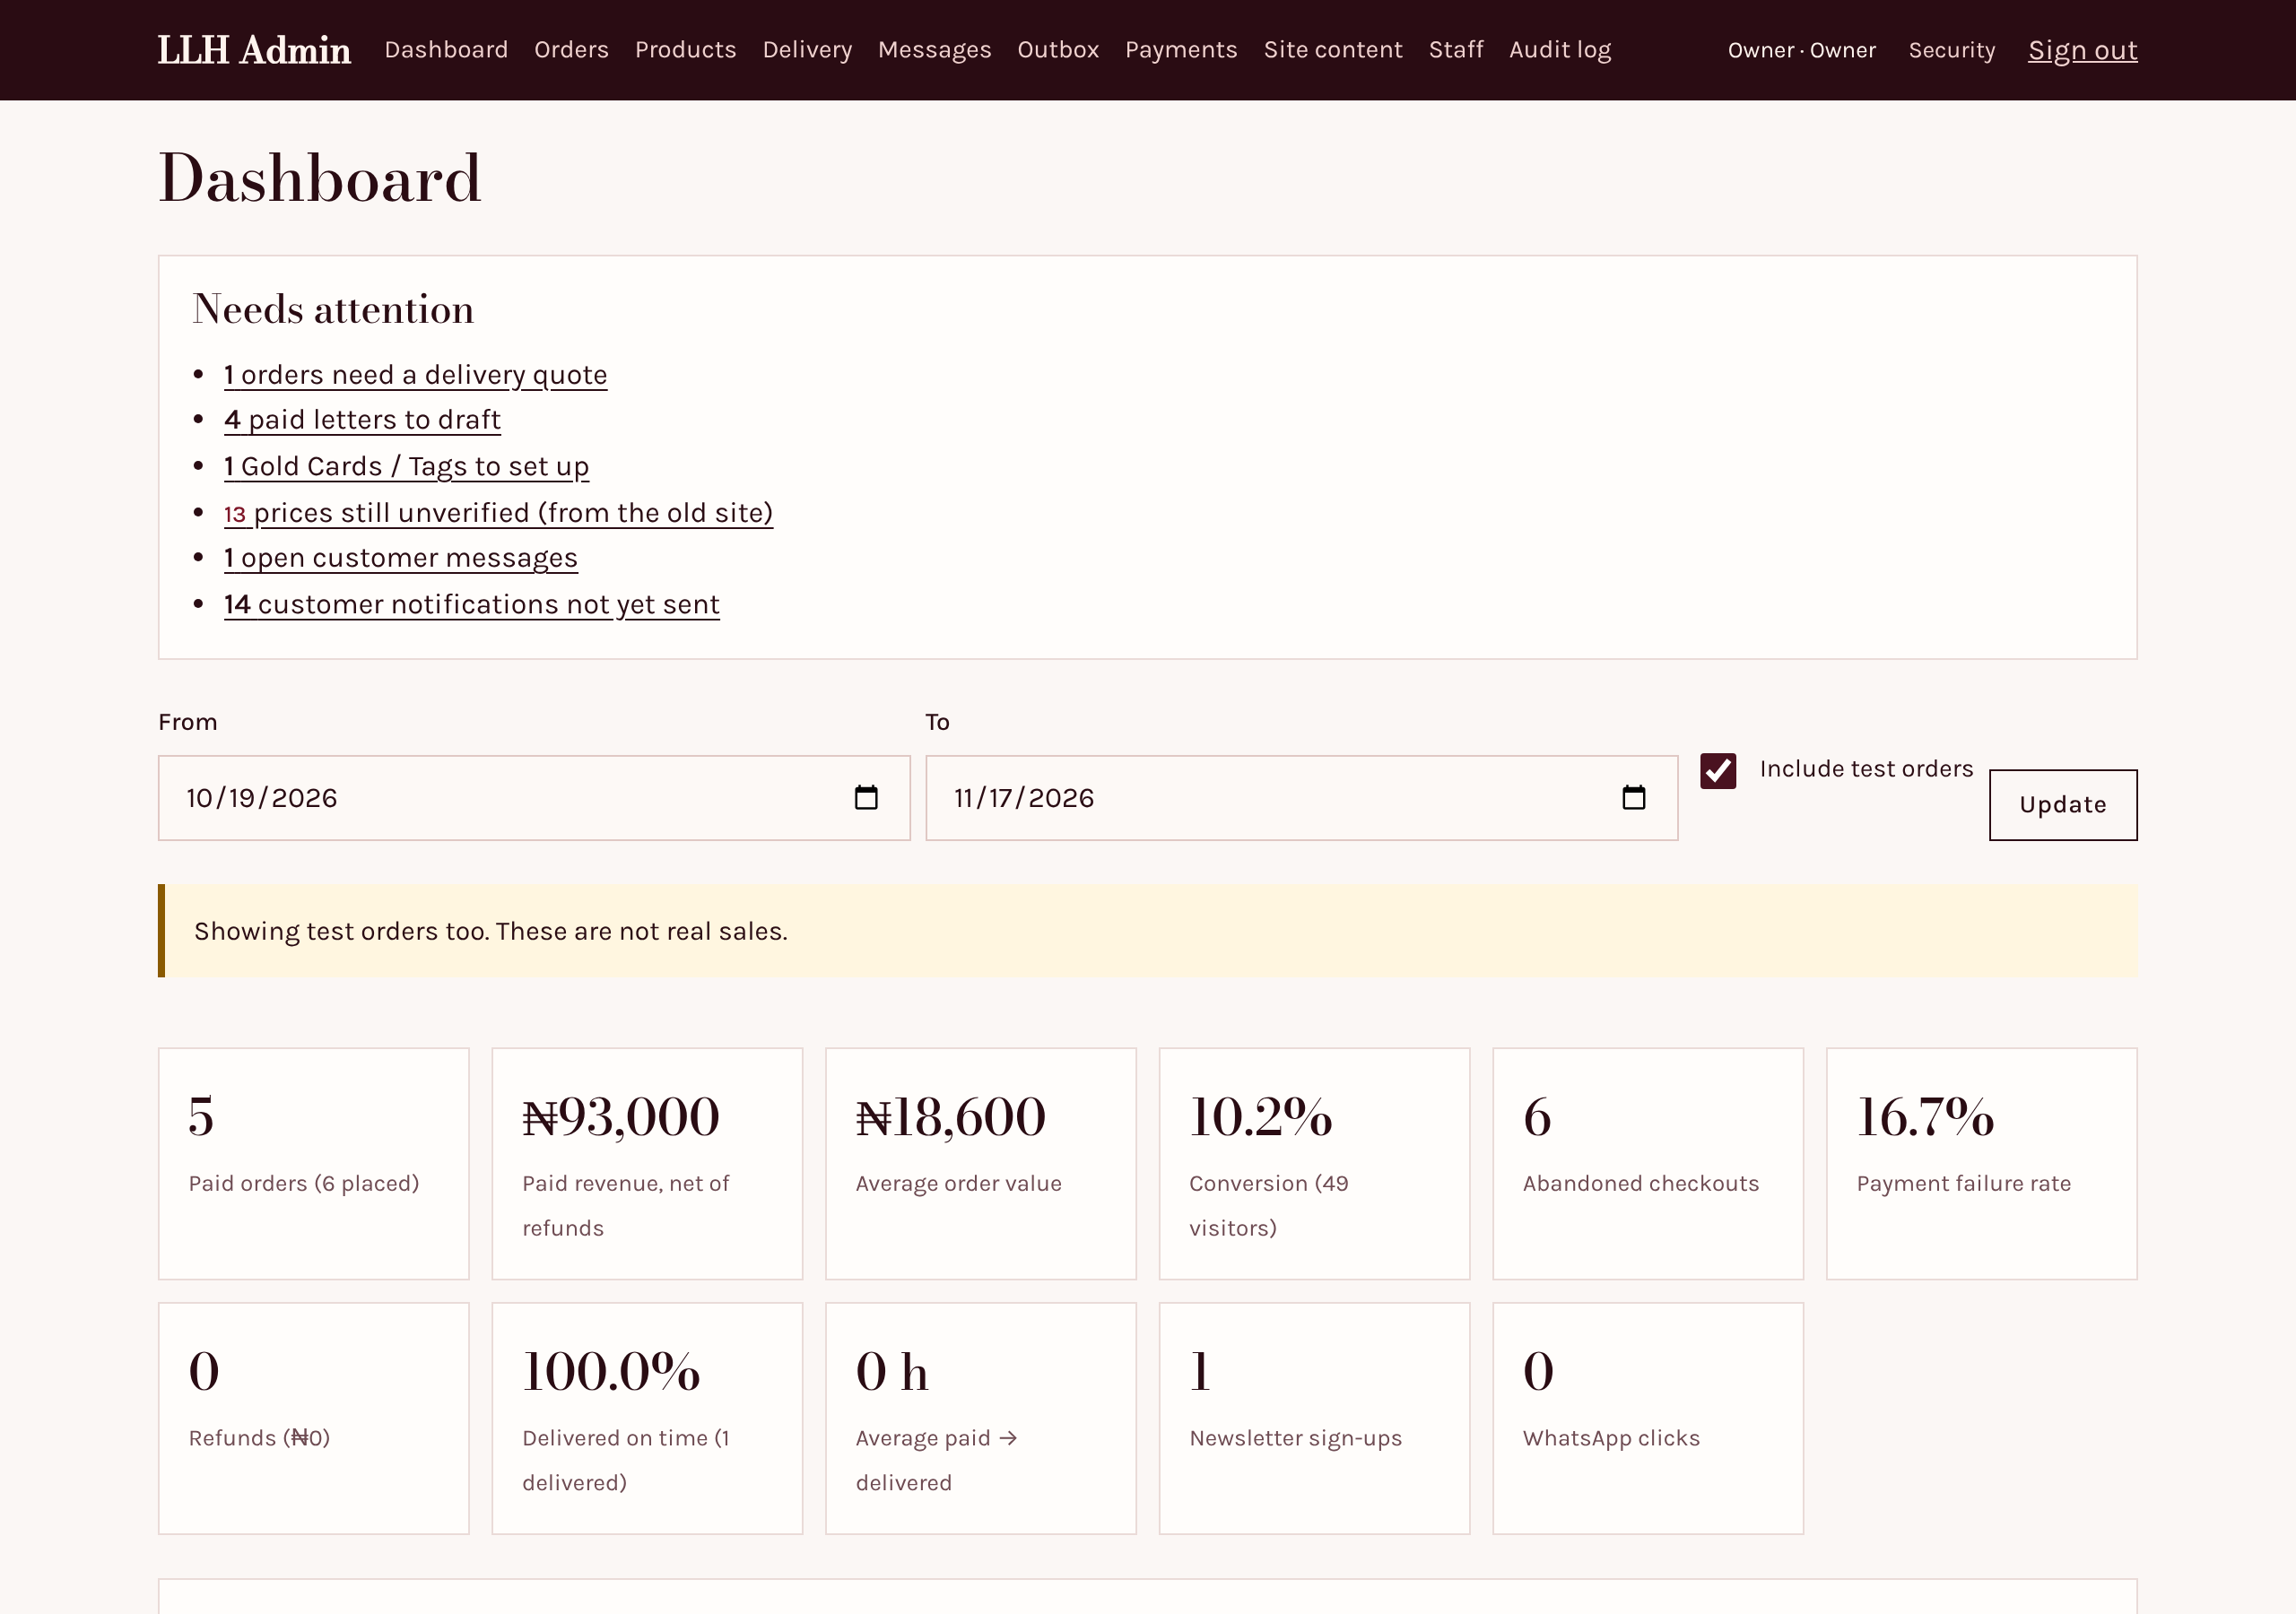 LLH Admin Dashboard Orders Products Delivery Messages Outbox Payments Site content Staff Audit log Owner · Owner Security Sign out
Dashboard
Needs attention
• 1 orders need a delivery quote
• 4 paid letters to draft
• 1 Gold Cards / Tags to set up
• 13 prices still unverified (from the old site)
• 1 open customer messages
• 14 customer notifications not yet sent
From To
10/19/2026 11/17/2026 Include test orders Update
Showing test orders too. These are not real sales.
5 ₦93,000 ₦18,600 10.2% 6 16.7%
Paid orders (6 placed) Paid revenue, net of Average order value Conversion (49 Abandoned checkouts Payment failure rate
refunds visitors)
0 100.0% 0 h 1 0
Refunds (₦0) Delivered on time (1 Average paid → Newsletter sign-ups WhatsApp clicks
delivered) delivered